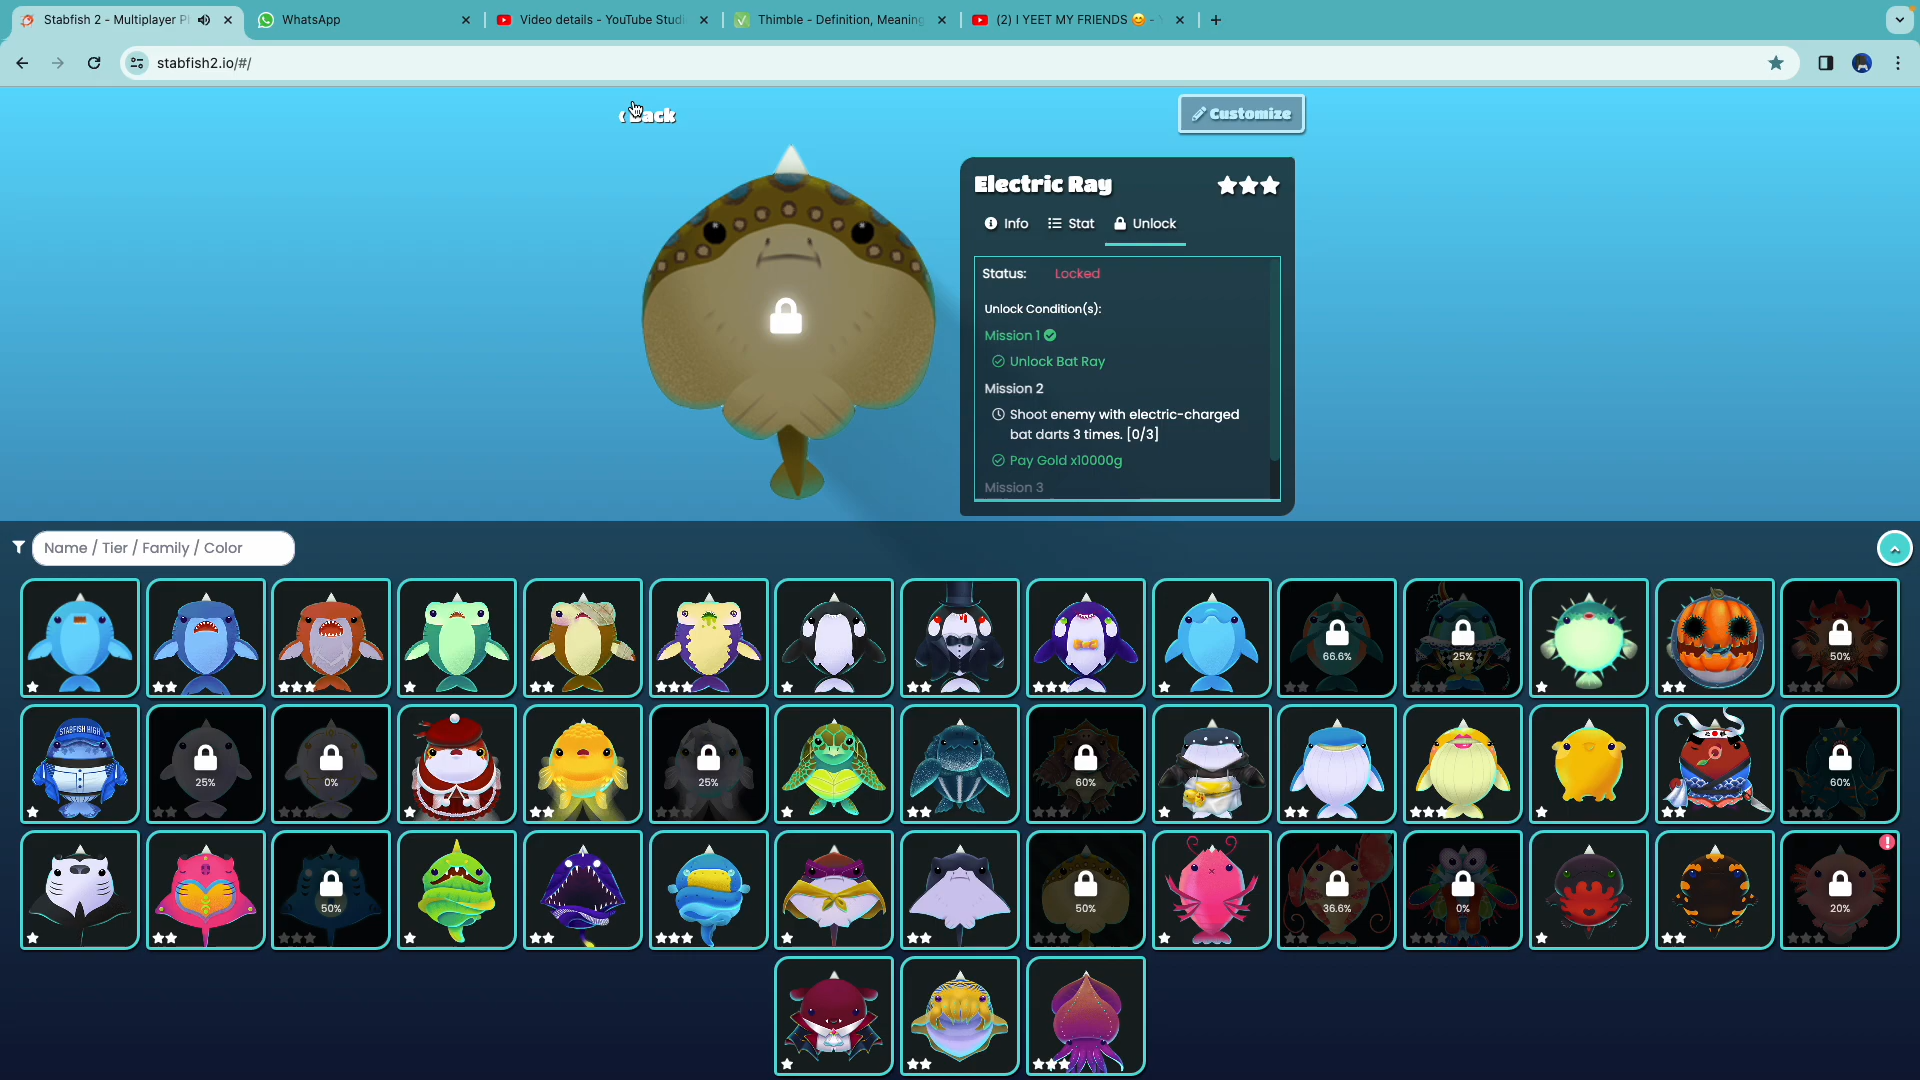 Stabfish 2 - Multiplayer Pl
WhatsApp
Video details - YouTube Studi
Thimble - Definition, Meaning
(2) I YEET MY FRIENDS 😊 - Y
stabfish2.io/#/
‹ Back
Customize
Electric Ray
Info
Stat
Unlock
Status: Locked
Unlock Condition(s):
Mission 1
Unlock Bat Ray
Mission 2
Shoot enemy with electric-charged
bat darts 3 times. [0/3]
Pay Gold x10000g
Mission 3
Name / Tier / Family / Color
66.6%
25%
50%
STABFISH HIGH
25%
0%
25%
60%
60%
50%
50%
36.6%
0%
20%